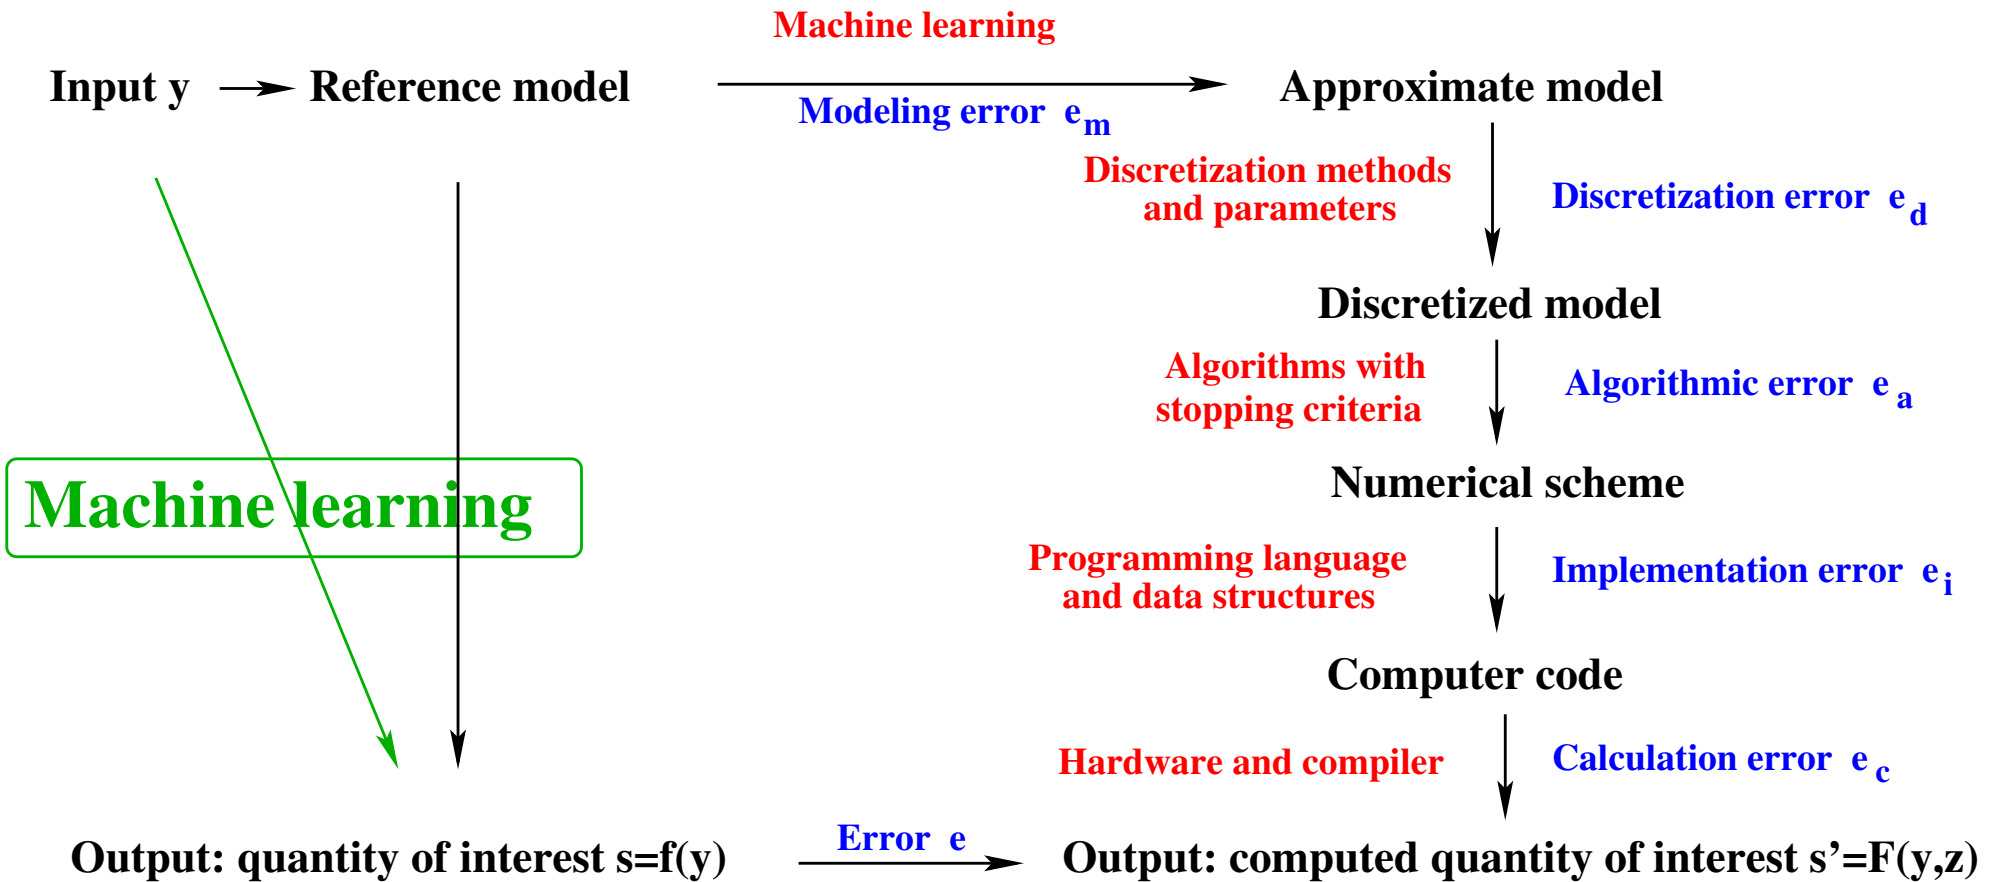 Machine learning
Input y
Reference model
Approximate model
Modeling error e_m
Discretization methods
and parameters
Discretization error e_d
Discretized model
Algorithms with
stopping criteria
Algorithmic error e_a
Machine learning
Numerical scheme
Programming language
and data structures
Implementation error e_i
Computer code
Hardware and compiler
Calculation error e_c
Output: quantity of interest s=f(y)
Error e
Output: computed quantity of interest s’=F(y,z)